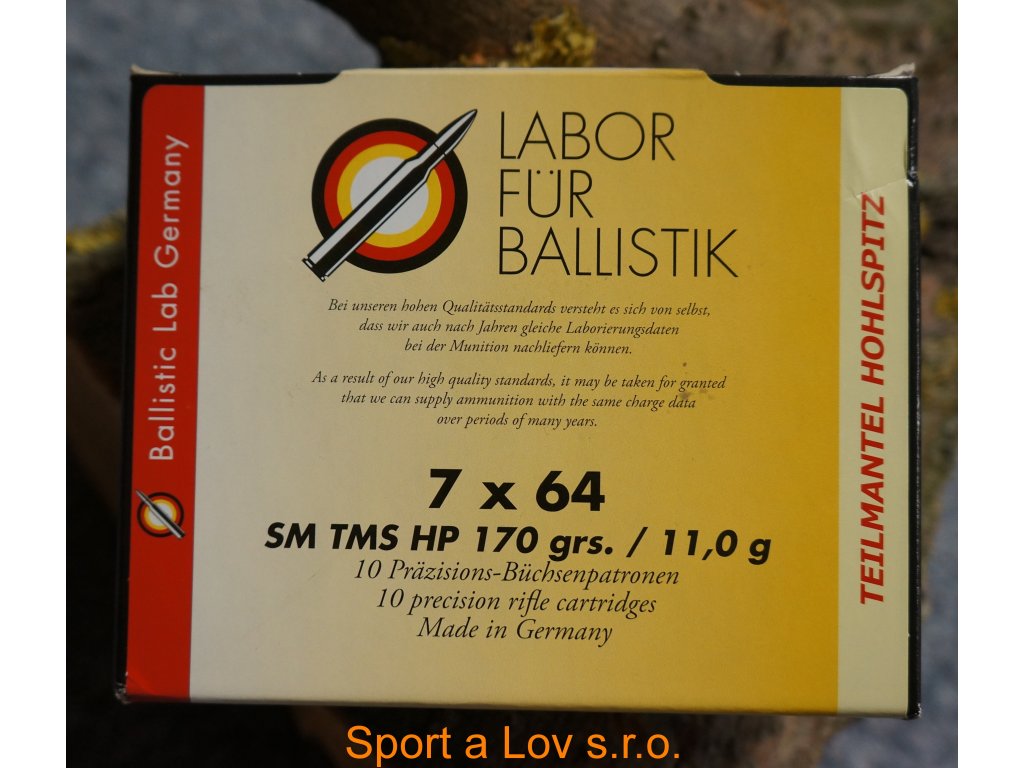 LABOR
FÜR
BALLISTIK
Bei unseren hohen Qualitätsstandards versteht es sich von selbst,
dass wir auch nach Jahren gleiche Laborierungsdaten
bei der Munition nachliefern können.
As a result of our high quality standards, it may be taken for granted
that we can supply ammunition with the same charge data
over periods of many years.
7 x 64
SM TMS HP 170 grs. / 11,0 g
10 Präzisions-Büchsenpatronen
10 precision rifle cartridges
Made in Germany
Ballistic Lab Germany
TEILMANTEL HOHLSPITZ
Sport a Lov s.r.o.